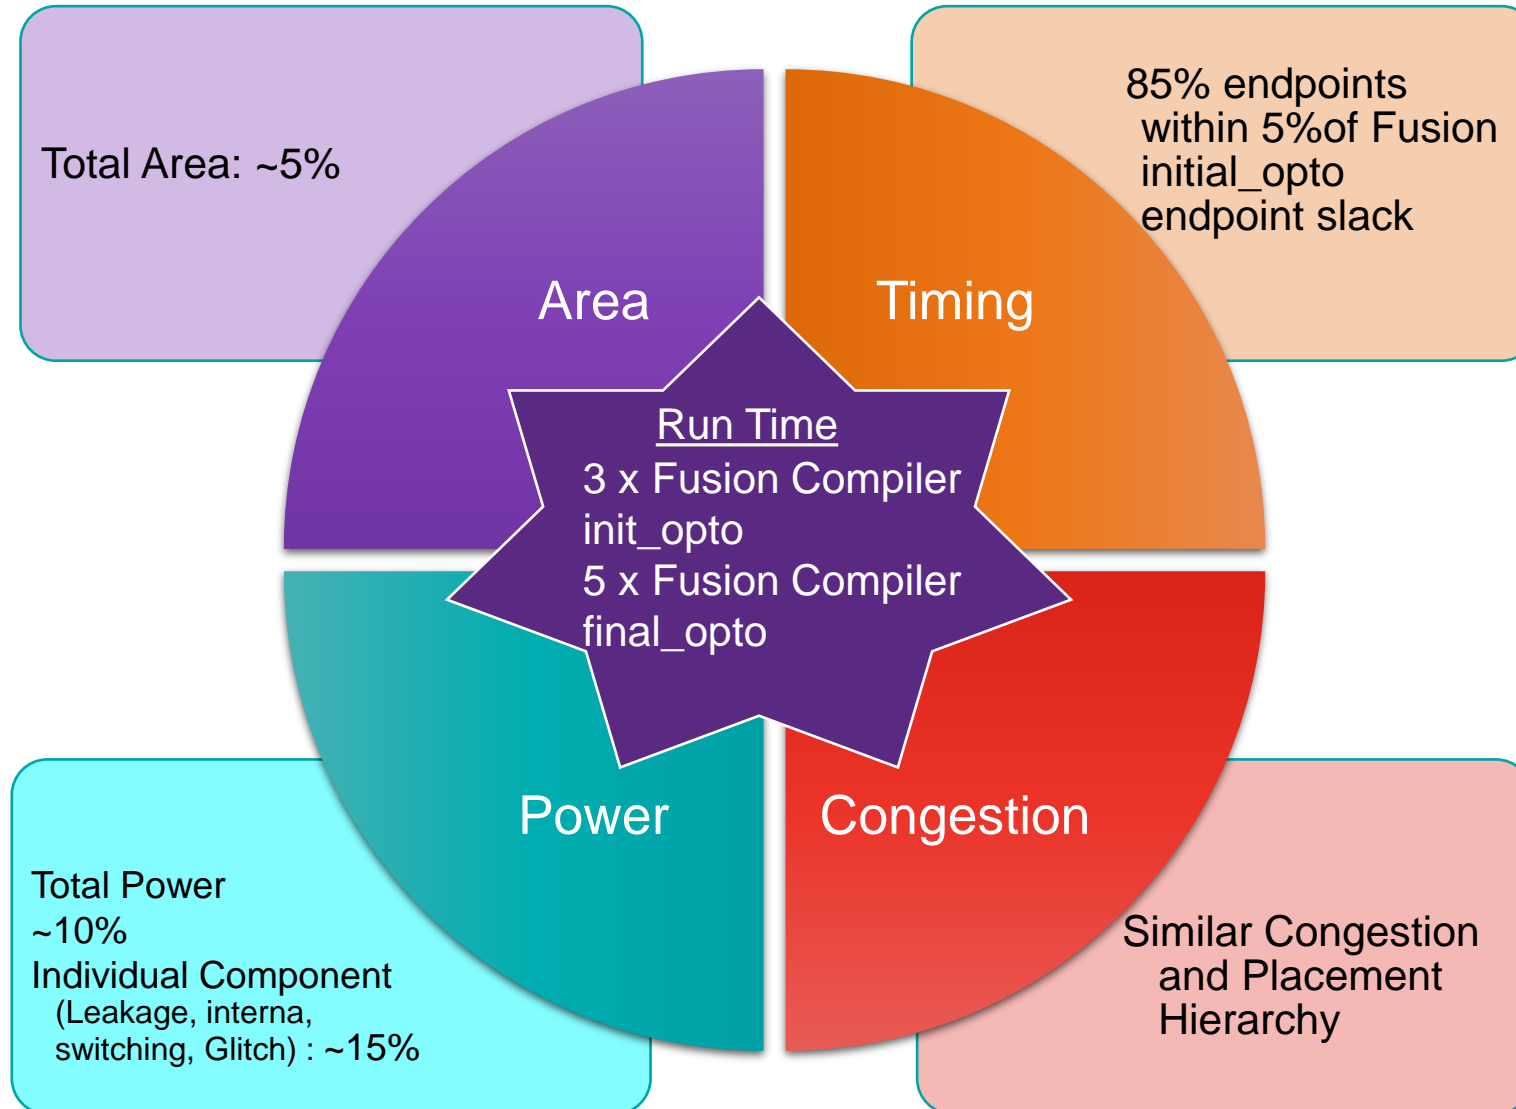 Total Area: ~5%
85% endpoints
within 5%of Fusion
initial_opto
endpoint slack
Area
Timing
Run Time
3 x Fusion Compiler
init_opto
5 x Fusion Compiler
final_opto
Power
Congestion
Total Power
~10%
Individual Component
(Leakage, interna,
switching, Glitch) : ~15%
Similar Congestion
and Placement
Hierarchy